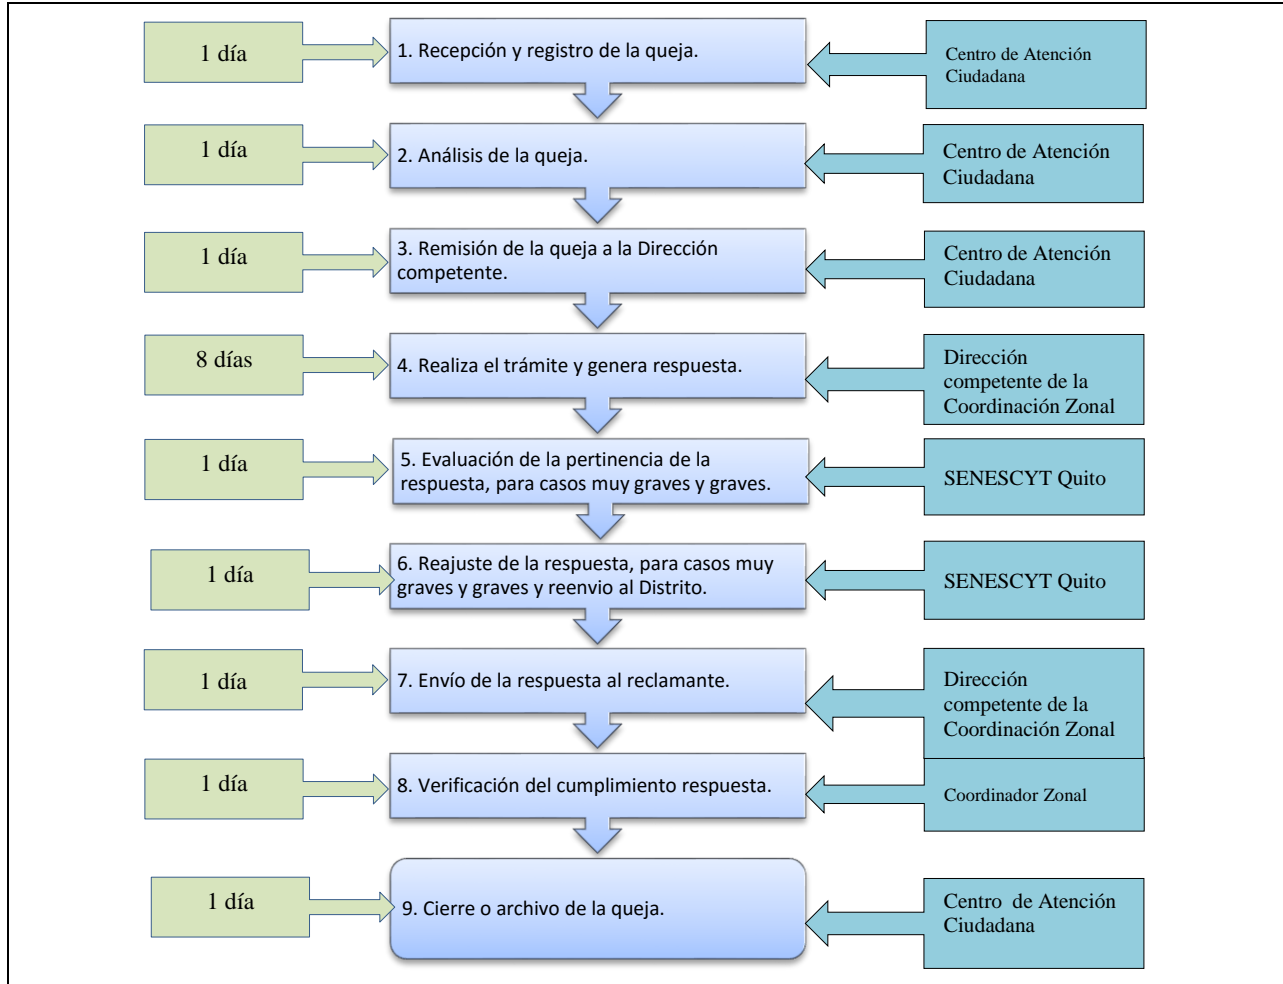 1 día
1. Recepción y registro de la queja.
Centro de Atención
Ciudadana
1 día
2. Análisis de la queja.
Centro de Atención
Ciudadana
1 día
3. Remisión de la queja a la Dirección
competente.
Centro de Atención
Ciudadana
8 días
4. Realiza el trámite y genera respuesta.
Dirección
competente de la
Coordinación Zonal
1 día
5. Evaluación de la pertinencia de la
respuesta, para casos muy graves y graves.
SENESCYT Quito
1 día
6. Reajuste de la respuesta, para casos muy
graves y graves y reenvio al Distrito.
SENESCYT Quito
1 día
7. Envío de la respuesta al reclamante.
Dirección
competente de la
Coordinación Zonal
1 día
8. Verificación del cumplimiento respuesta.
Coordinador Zonal
1 día
9. Cierre o archivo de la queja.
Centro de Atención
Ciudadana